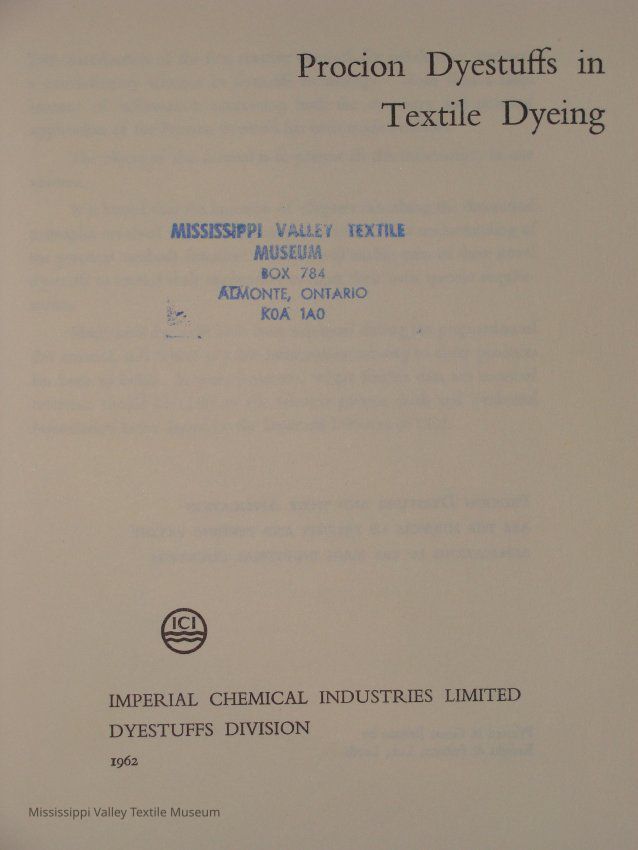 Procion Dyestuffs in
Textile Dyeing
MISSISSIPPI VALLEY TEXTILE
MUSEUM
BOX 784
ALMONTE, ONTARIO
K0A 1A0
ICI
IMPERIAL CHEMICAL INDUSTRIES LIMITED
DYESTUFFS DIVISION
1962
Mississippi Valley Textile Museum